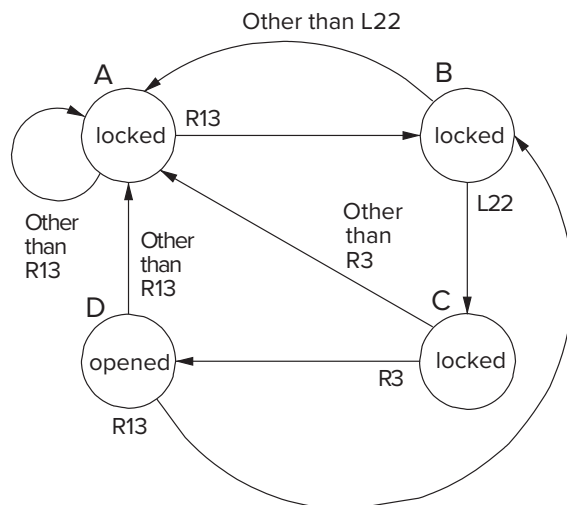 Other than L22
A
B
locked
R13
locked
Other
than
R13
Other
than
R13
Other
than
R3
L22
D
C
opened
R3
locked
R13